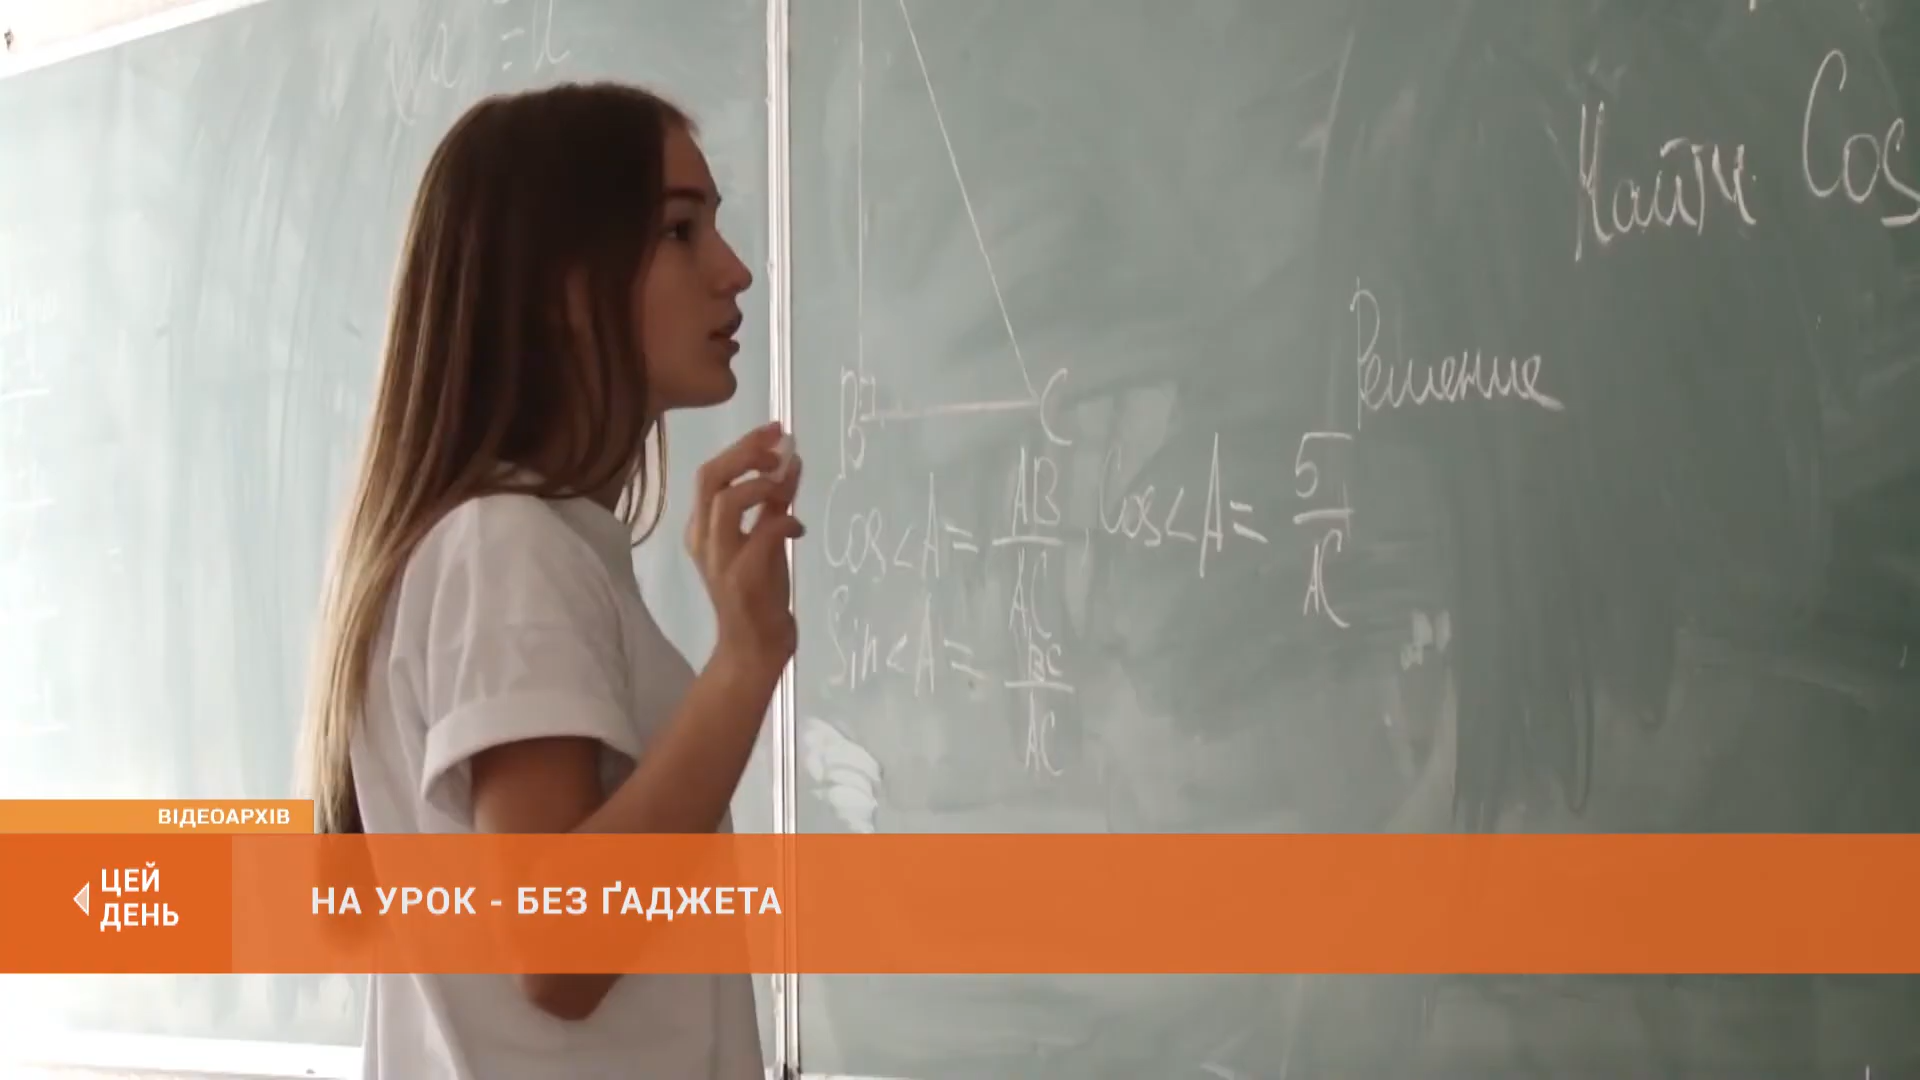 Найти Cos
Решение
B C
Cos<A = AB/AC, Cos<A = 5/AC
Sin<A = BC/AC
ВІДЕОАРХІВ
ЦЕЙ
ДЕНЬ
НА УРОК - БЕЗ ҐАДЖЕТА